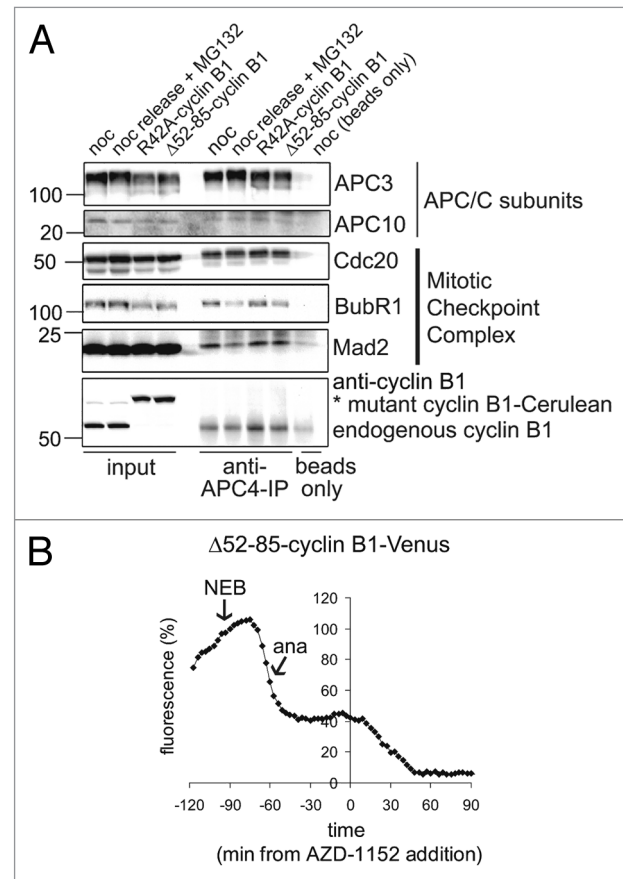 A
noc
noc release + MG132
R42A-cyclin B1
Δ52-85-cyclin B1
noc
noc release + MG132
R42A-cyclin B1
Δ52-85-cyclin B1
noc (beads only)
100
APC3
20
APC10
APC/C subunits
50
Cdc20
100
BubR1
25
Mad2
Mitotic
Checkpoint
Complex
anti-cyclin B1
* mutant cyclin B1-Cerulean
50
endogenous cyclin B1
input
anti-
APC4-IP
beads
only
B
Δ52-85-cyclin B1-Venus
NEB
ana
fluorescence (%)
120
100
80
60
40
20
0
-120 -90 -60 -30 0 30 60 90
time
(min from AZD-1152 addition)